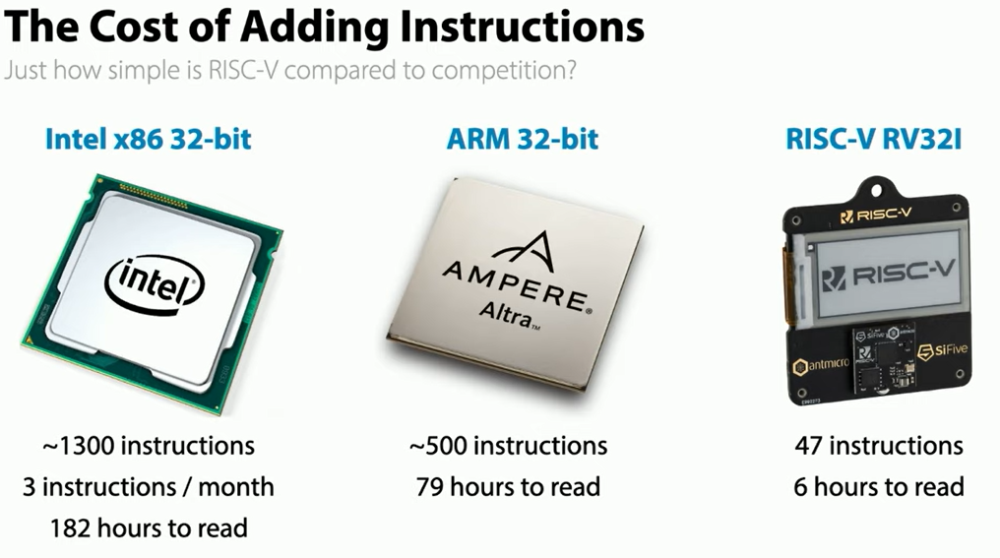 The Cost of Adding Instructions
Just how simple is RISC-V compared to competition?
Intel x86 32-bit
ARM 32-bit
RISC-V RV32I
intel®
AMPERE®
Altra™
RISC-V
RISC-V
antmicro
SiFive
SiFive
~1300 instructions
3 instructions / month
182 hours to read
~500 instructions
79 hours to read
47 instructions
6 hours to read